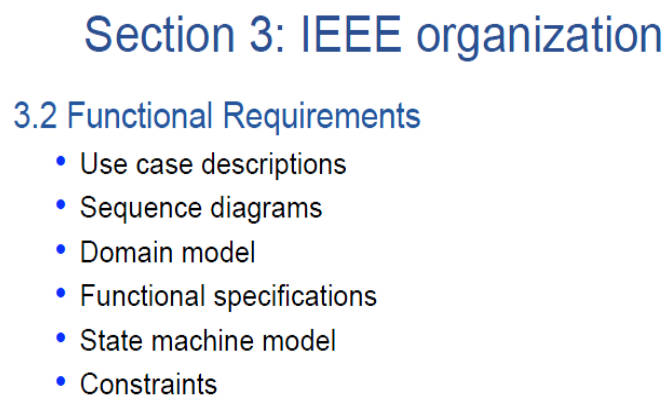 Section 3: IEEE organization
3.2 Functional Requirements
• Use case descriptions
• Sequence diagrams
• Domain model
• Functional specifications
• State machine model
• Constraints